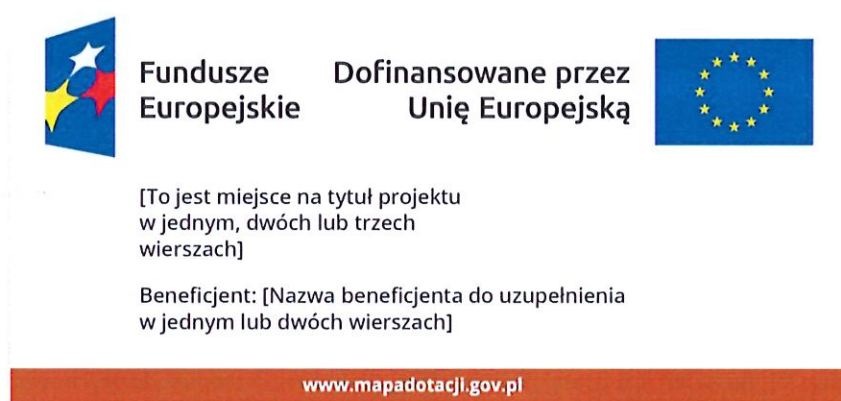 Fundusze
Europejskie
Dofinansowane przez
Unię Europejską
[To jest miejsce na tytuł projektu
w jednym, dwóch lub trzech
wierszach]
Beneficjent: [Nazwa beneficjenta do uzupełnienia
w jednym lub dwóch wierszach]
www.mapadotacji.gov.pl